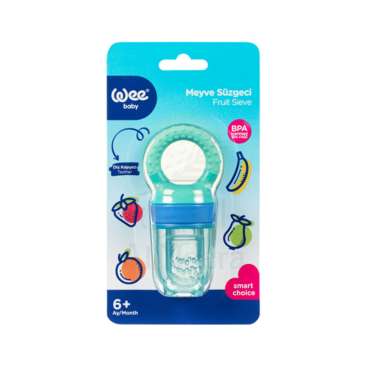 Wee
baby
Meyve Süzgeci
Fruit Sieve
BPA
Diş Kaşıyıcı
Teether
6+
Ay/Month
smart
choice